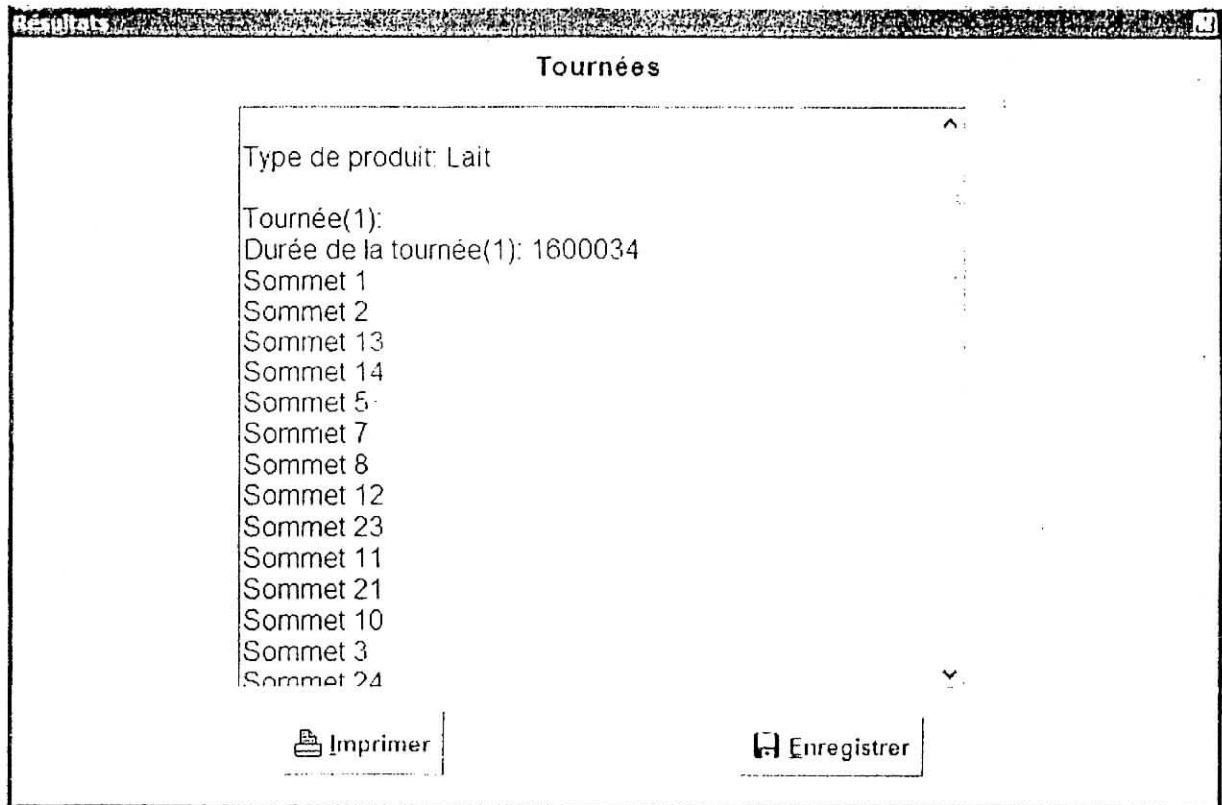 Résultats
Tournées
Type de produit: Lait
Tournée(1):
Durée de la tournée(1): 1600034
Sommet 1
Sommet 2
Sommet 13
Sommet 14
Sommet 5
Sommet 7
Sommet 8
Sommet 12
Sommet 23
Sommet 11
Sommet 21
Sommet 10
Sommet 3
Sommet 24
Imprimer
Enregistrer